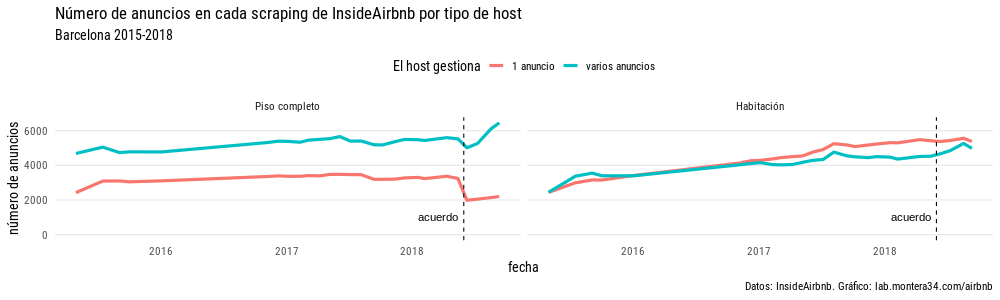 Número de anuncios en cada scraping de InsideAirbnb por tipo de host
Barcelona 2015-2018
El host gestiona 1 anuncio varios anuncios
Piso completo Habitación
número de anuncios
6000
4000
2000
0
acuerdo acuerdo
2016 2017 2018 2016 2017 2018
fecha
Datos: InsideAirbnb. Gráfico: lab.montera34.com/airbnb